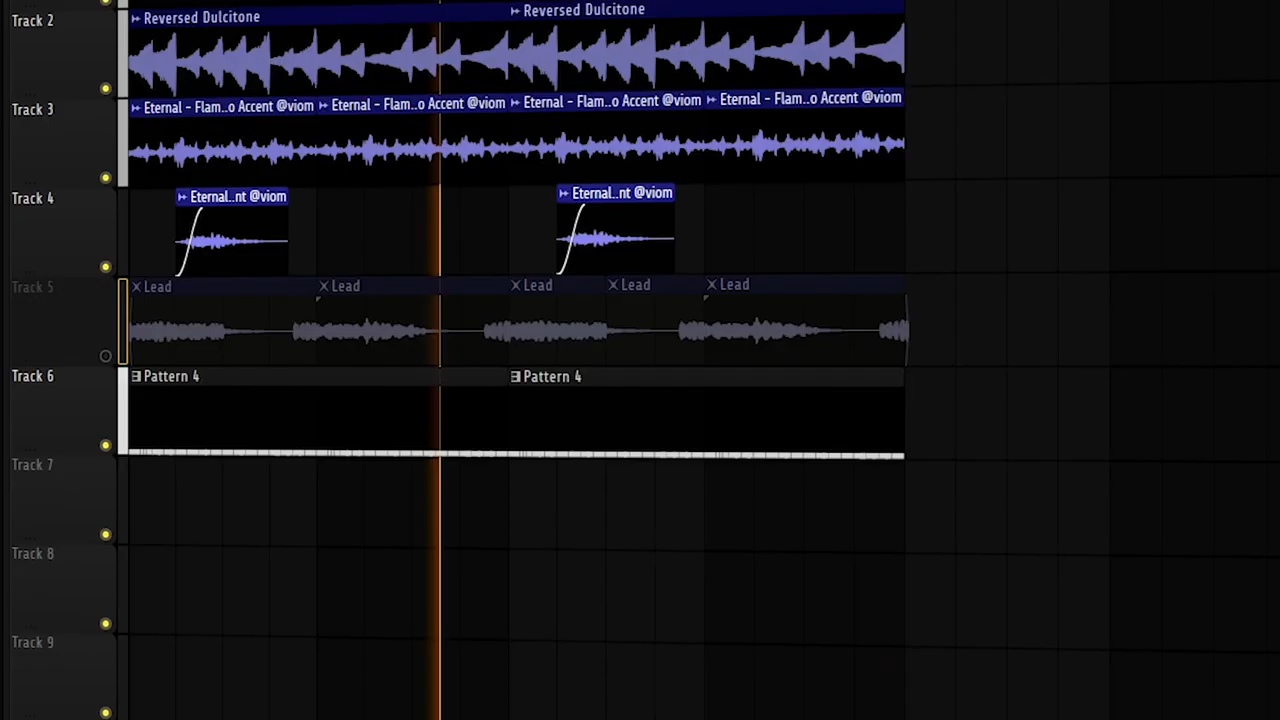 Track 2
Reversed Dulcitone
Reversed Dulcitone
Track 3
Eternal - Flam..o Accent @viom
Eternal - Flam..o Accent @viom
Eternal - Flam..o Accent @viom
Eternal - Flam..o Accent @viom
Track 4
Eternal..nt @viom
Eternal..nt @viom
Track 5
Lead
Lead
Lead
Lead
Lead
Track 6
Pattern 4
Pattern 4
Track 7
Track 8
Track 9